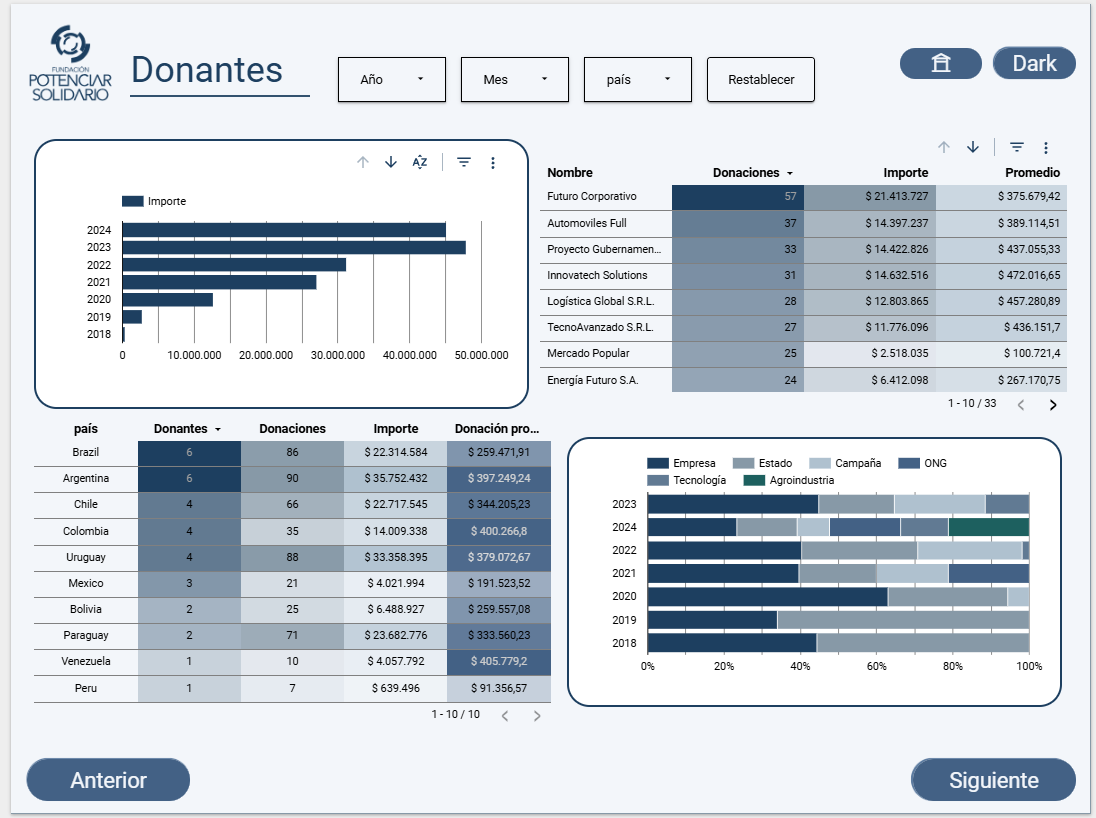 FUNDACIÓN
POTENCIAR
SOLIDARIO
Donantes
Año
Mes
país
Restablecer
Dark
AZ
Importe
2024
2023
2022
2021
2020
2019
2018
0 10.000.000 20.000.000 30.000.000 40.000.000 50.000.000
Nombre Donaciones Importe Promedio
Futuro Corporativo 57 $ 21.413.727 $ 375.679,42
Automoviles Full 37 $ 14.397.237 $ 389.114,51
Proyecto Gubernamen... 33 $ 14.422.826 $ 437.055,33
Innovatech Solutions 31 $ 14.632.516 $ 472.016,65
Logística Global S.R.L. 28 $ 12.803.865 $ 457.280,89
TecnoAvanzado S.R.L. 27 $ 11.776.096 $ 436.151,7
Mercado Popular 25 $ 2.518.035 $ 100.721,4
Energía Futuro S.A. 24 $ 6.412.098 $ 267.170,75
1 - 10 / 33
país Donantes Donaciones Importe Donación pro...
Brazil 6 86 $ 22.314.584 $ 259.471,91
Argentina 6 90 $ 35.752.432 $ 397.249,24
Chile 4 66 $ 22.717.545 $ 344.205,23
Colombia 4 35 $ 14.009.338 $ 400.266,8
Uruguay 4 88 $ 33.358.395 $ 379.072,67
Mexico 3 21 $ 4.021.994 $ 191.523,52
Bolivia 2 25 $ 6.488.927 $ 259.557,08
Paraguay 2 71 $ 23.682.776 $ 333.560,23
Venezuela 1 10 $ 4.057.792 $ 405.779,2
Peru 1 7 $ 639.496 $ 91.356,57
1 - 10 / 10
Empresa Estado Campaña ONG
Tecnología Agroindustria
2023
2024
2022
2021
2020
2019
2018
0% 20% 40% 60% 80% 100%
Anterior
Siguiente